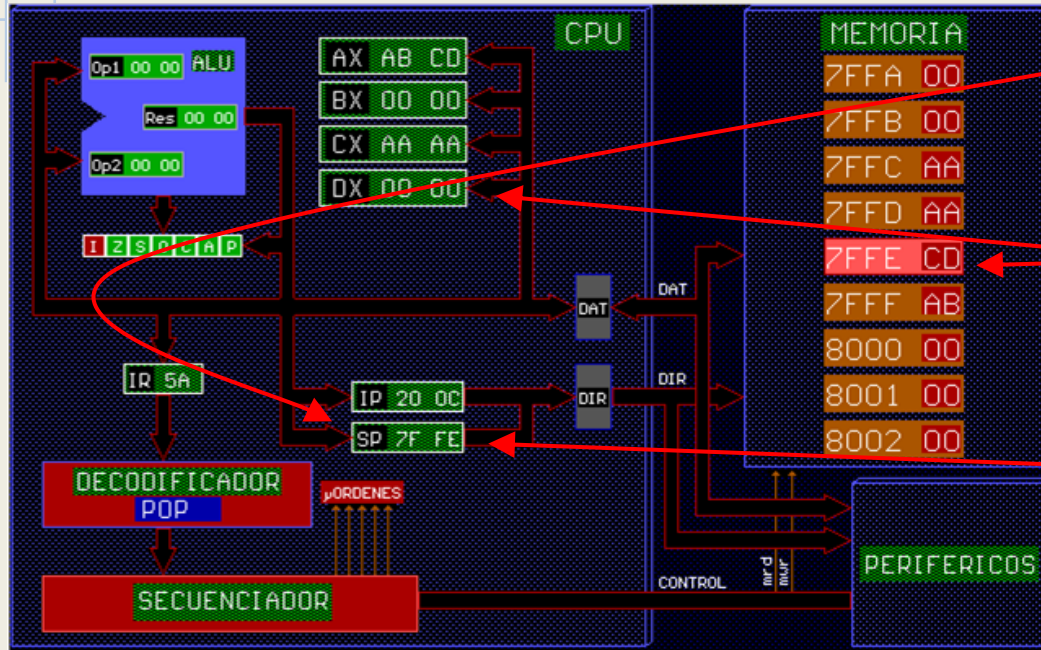 CPU
ALU
Op1 00 00
Res 00 00
Op2 00 00
I Z S O C A P
AX AB CD
BX 00 00
CX AA AA
DX 00 00
DAT
DAT
IR 5A
IP 20 0C
SP 7F FE
DIR
DIR
DECODIFICADOR
POP
µORDENES
SECUENCIADOR
CONTROL
mrd
mwr
MEMORIA
7FFA 00
7FFB 00
7FFC AA
7FFD AA
7FFE CD
7FFF AB
8000 00
8001 00
8002 00
PERIFERICOS